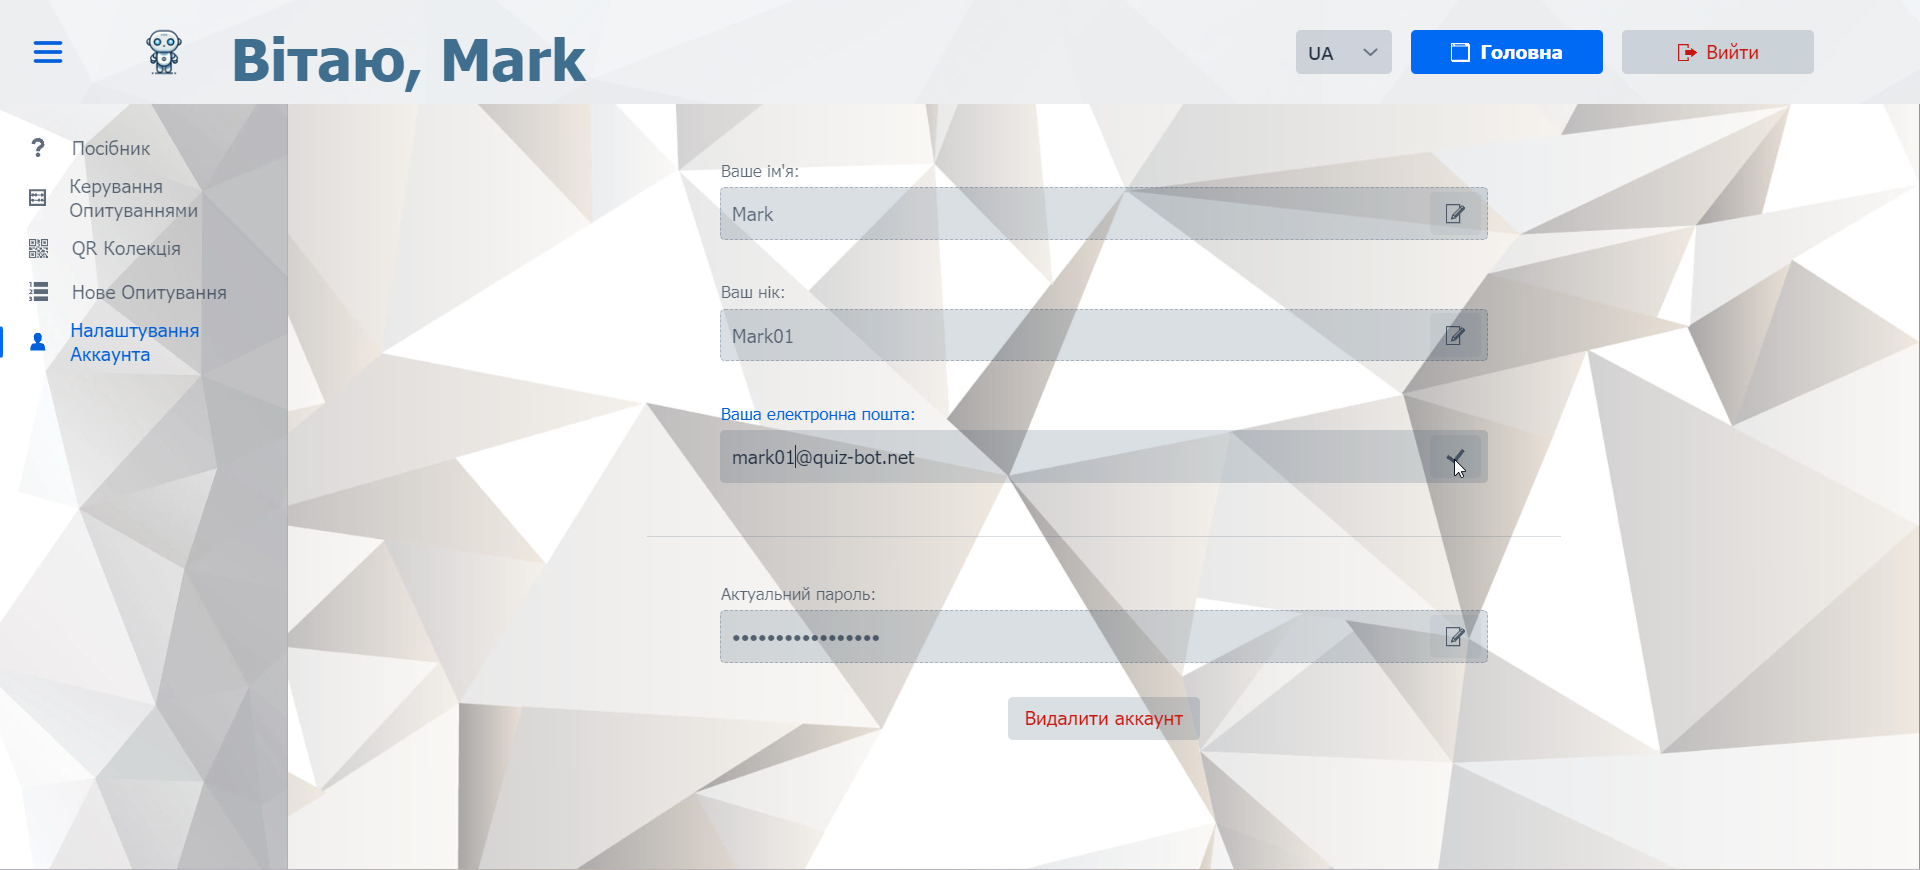 Вітаю, Mark
UA
Головна
Вийти
Посібник
Керування
Опитуваннями
QR Колекція
Нове Опитування
Налаштування
Аккаунта
Ваше ім'я:
Mark
Ваш нік:
Mark01
Ваша електронна пошта:
mark01@quiz-bot.net
Актуальний пароль:
•••••••••••••••••
Видалити аккаунт